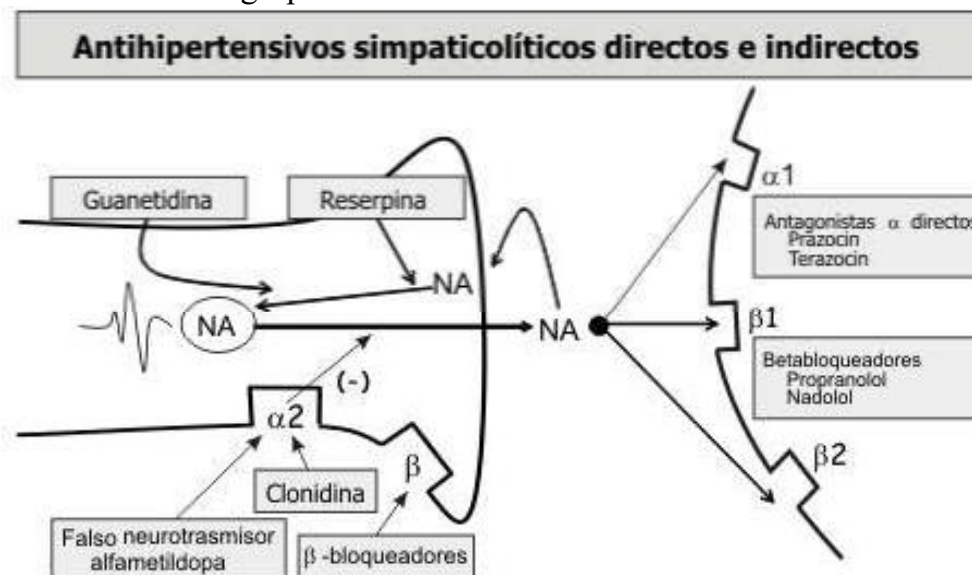 Antihipertensivos simpaticolíticos directos e indirectos
Guanetidina
Reserpina
α1
Antagonistas α directos
Prazocin
Terazocin
NA
NA
NA
β1
Betabloqueadores
Propranolol
Nadolol
(-)
α2
β
β2
Clonidina
Falso neurotrasmisor
alfametildopa
β-bloqueadores